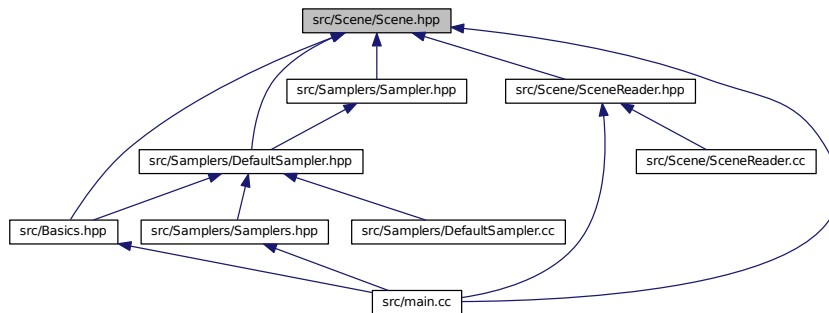 src/Scene/Scene.hpp
src/Samplers/Sampler.hpp
src/Scene/SceneReader.hpp
src/Samplers/DefaultSampler.hpp
src/Scene/SceneReader.cc
src/Basics.hpp
src/Samplers/Samplers.hpp
src/Samplers/DefaultSampler.cc
src/main.cc